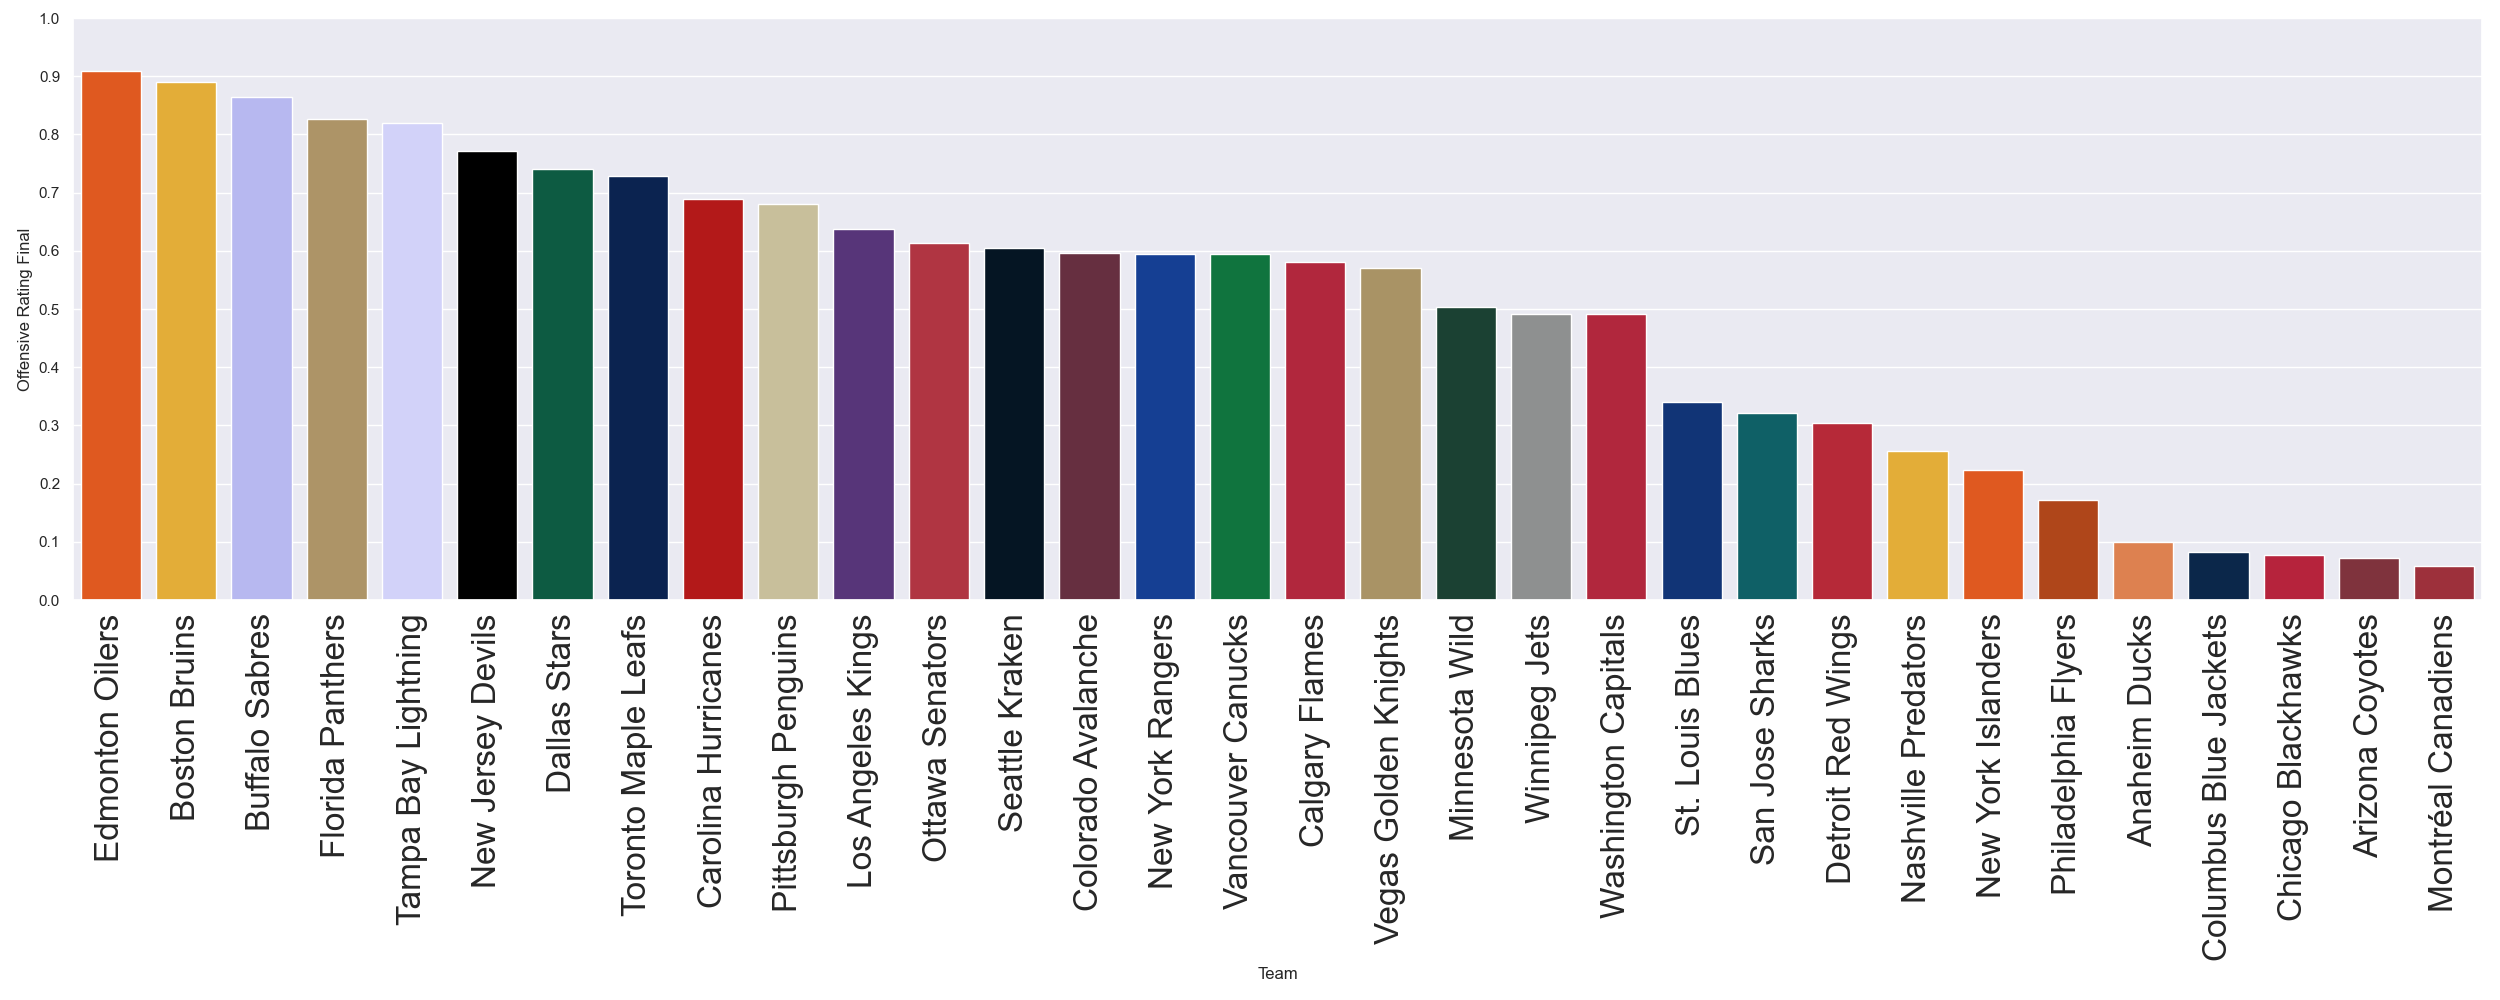 1.0
0.9
0.8
0.7
0.6
0.5
0.4
0.3
0.2
0.1
0.0
Offensive Rating Final
Edmonton Oilers
Boston Bruins
Buffalo Sabres
Florida Panthers
Tampa Bay Lightning
New Jersey Devils
Dallas Stars
Toronto Maple Leafs
Carolina Hurricanes
Pittsburgh Penguins
Los Angeles Kings
Ottawa Senators
Seattle Kraken
Colorado Avalanche
New York Rangers
Vancouver Canucks
Calgary Flames
Vegas Golden Knights
Minnesota Wild
Winnipeg Jets
Washington Capitals
St. Louis Blues
San Jose Sharks
Detroit Red Wings
Nashville Predators
New York Islanders
Philadelphia Flyers
Anaheim Ducks
Columbus Blue Jackets
Chicago Blackhawks
Arizona Coyotes
Montréal Canadiens
Team